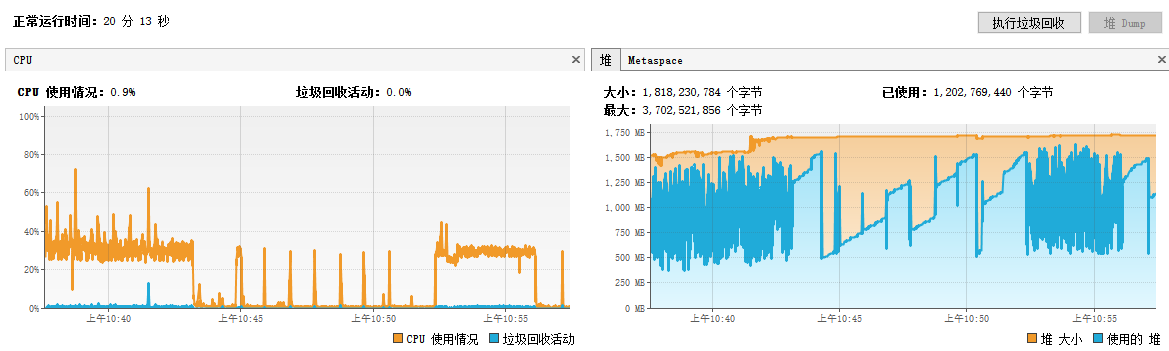 正常运行时间：20 分 13 秒
执行垃圾回收 堆 Dump
CPU ×
堆 Metaspace ×
CPU 使用情况：0.9% 垃圾回收活动：0.0%
大小：1,818,230,784 个字节 已使用：1,202,769,440 个字节
最大：3,702,521,856 个字节
100%
80%
60%
40%
20%
0%
上午10:40 上午10:45 上午10:50 上午10:55
CPU 使用情况 垃圾回收活动
1,750 MB
1,500 MB
1,250 MB
1,000 MB
750 MB
500 MB
250 MB
0 MB
上午10:40 上午10:45 上午10:50 上午10:55
堆 大小 使用的 堆